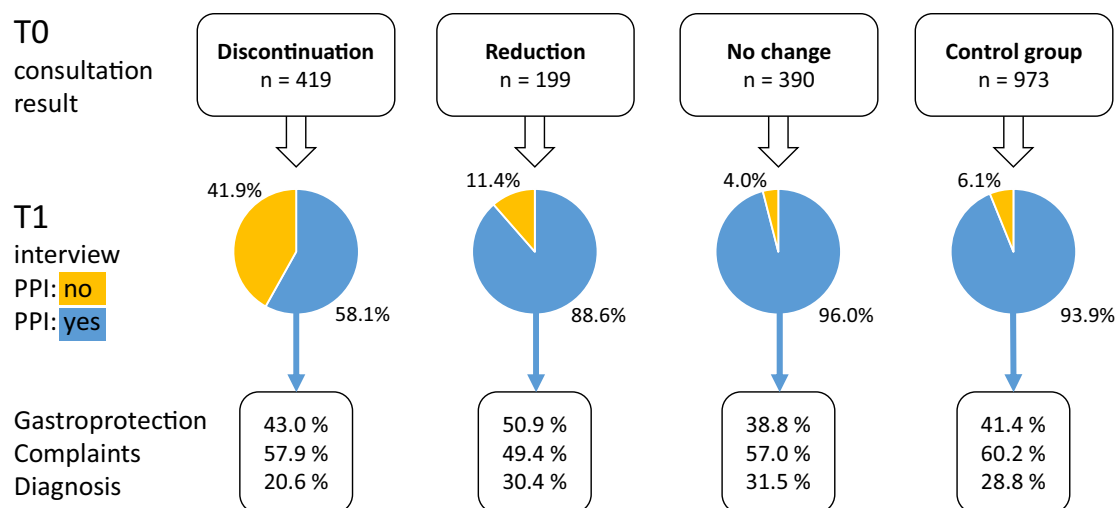 T0
consultation
result
Discontinuation
n = 419
Reduction
n = 199
No change
n = 390
Control group
n = 973
T1
interview
PPI: no
PPI: yes
41.9%
58.1%
11.4%
88.6%
4.0%
96.0%
6.1%
93.9%
Gastroprotection 43.0 % 50.9 % 38.8 % 41.4 %
Complaints 57.9 % 49.4 % 57.0 % 60.2 %
Diagnosis 20.6 % 30.4 % 31.5 % 28.8 %